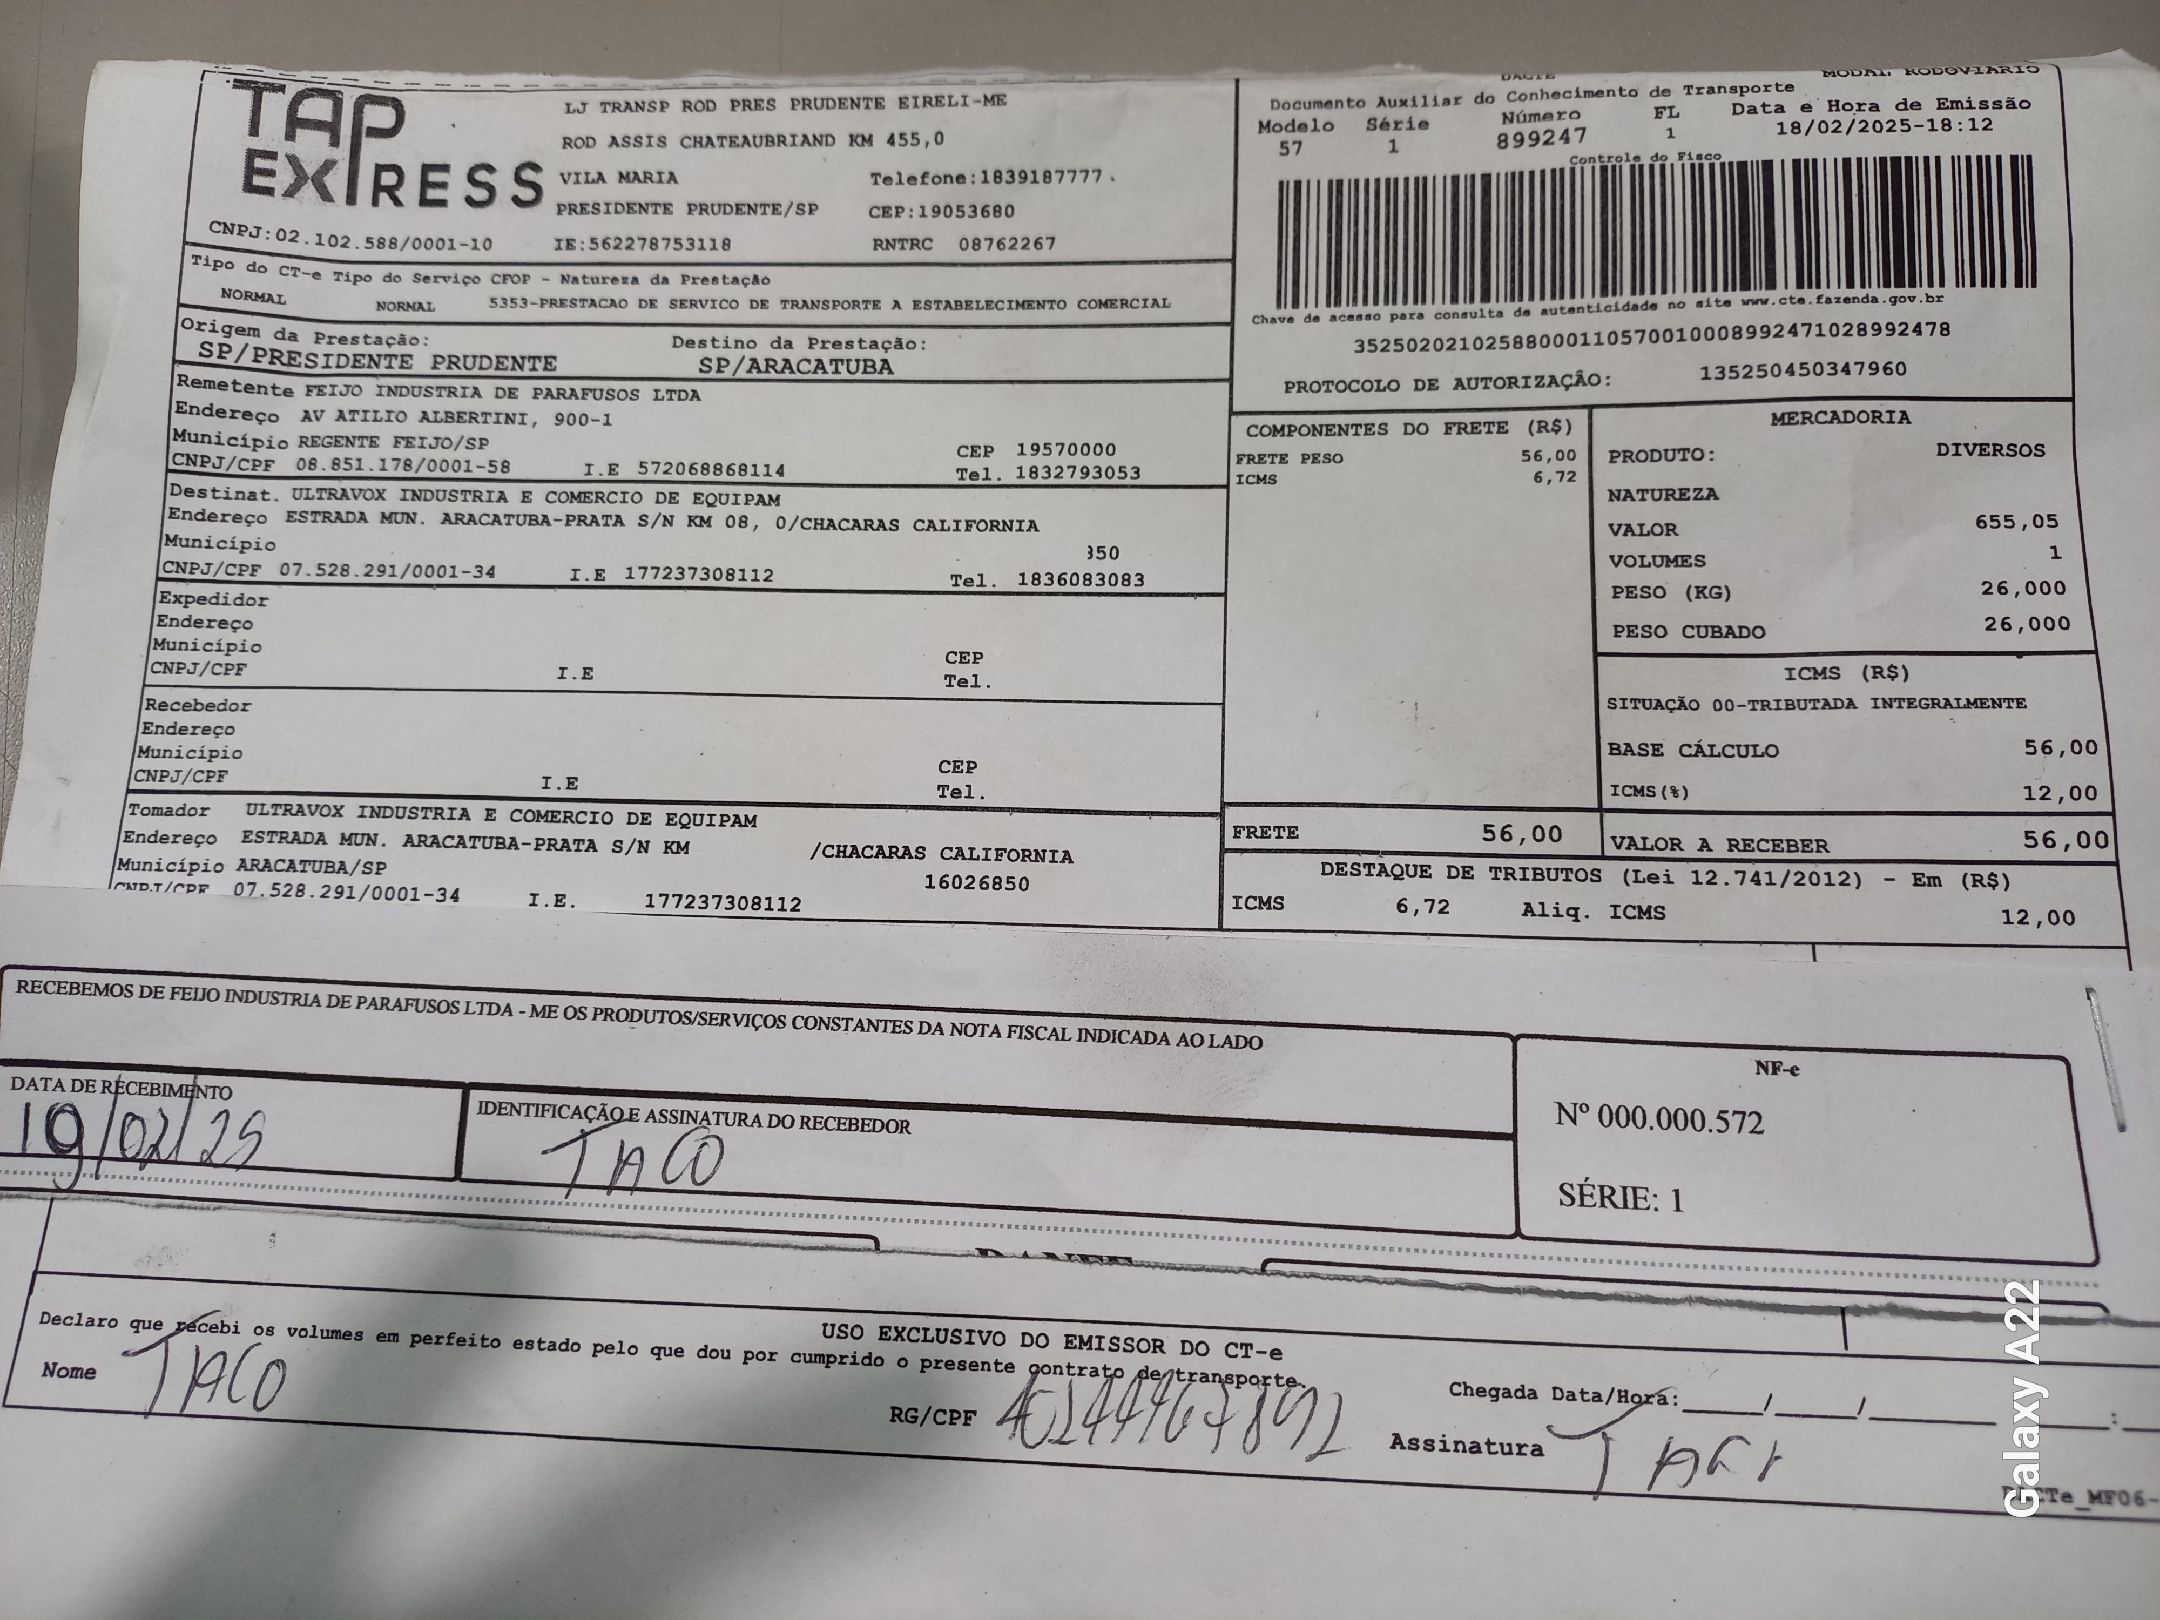 TAP EXPRESS
LJ TRANSP ROD PRES PRUDENTE EIRELI-ME
ROD ASSIS CHATEAUBRIAND KM 455,0
VILA MARIA Telefone:1839187777.
PRESIDENTE PRUDENTE/SP CEP:19053680
CNPJ:02.102.588/0001-10 IE:562278753118 RNTRC 08762267
DACTE MODAL RODOVIARIO
Documento Auxiliar do Conhecimento de Transporte
Modelo Série Número FL Data e Hora de Emissão
57 1 899247 1 18/02/2025-18:12
Controle do Fisco
Chave de acesso para consulta de autenticidade no site www.cte.fazenda.gov.br
35250202102588000110570010008992471028992478
PROTOCOLO DE AUTORIZAÇÂO: 135250450347960
Tipo do CT-e Tipo do Serviço CFOP - Natureza da Prestação
NORMAL NORMAL 5353-PRESTACAO DE SERVICO DE TRANSPORTE A ESTABELECIMENTO COMERCIAL
Origem da Prestação: Destino da Prestação:
SP/PRESIDENTE PRUDENTE SP/ARACATUBA
Remetente FEIJO INDUSTRIA DE PARAFUSOS LTDA
Endereço AV ATILIO ALBERTINI, 900-1
Município REGENTE FEIJO/SP CEP 19570000
CNPJ/CPF 08.851.178/0001-58 I.E 572068868114 Tel. 1832793053
Destinat. ULTRAVOX INDUSTRIA E COMERCIO DE EQUIPAM
Endereço ESTRADA MUN. ARACATUBA-PRATA S/N KM 08, 0/CHACARAS CALIFORNIA
Município 350
CNPJ/CPF 07.528.291/0001-34 I.E 177237308112 Tel. 1836083083
Expedidor
Endereço
Município CEP
CNPJ/CPF I.E Tel.
Recebedor
Endereço
Município CEP
CNPJ/CPF I.E Tel.
Tomador ULTRAVOX INDUSTRIA E COMERCIO DE EQUIPAM
Endereço ESTRADA MUN. ARACATUBA-PRATA S/N KM /CHACARAS CALIFORNIA
Município ARACATUBA/SP 16026850
CNPJ/CPF 07.528.291/0001-34 I.E. 177237308112
COMPONENTES DO FRETE (R$)
FRETE PESO 56,00
ICMS 6,72
MERCADORIA
PRODUTO: DIVERSOS
NATUREZA
VALOR 655,05
VOLUMES 1
PESO (KG) 26,000
PESO CUBADO 26,000
ICMS (R$)
SITUAÇÃO 00-TRIBUTADA INTEGRALMENTE
BASE CÁLCULO 56,00
ICMS(%) 12,00
FRETE 56,00 VALOR A RECEBER 56,00
DESTAQUE DE TRIBUTOS (Lei 12.741/2012) - Em (R$)
ICMS 6,72 Aliq. ICMS 12,00
RECEBEMOS DE FEIJO INDUSTRIA DE PARAFUSOS LTDA - ME OS PRODUTOS/SERVIÇOS CONSTANTES DA NOTA FISCAL INDICADA AO LADO
DATA DE RECEBIMENTO
19/02/25
IDENTIFICAÇÃO E ASSINATURA DO RECEBEDOR
TACO
NF-e
Nº 000.000.572
SÉRIE: 1
USO EXCLUSIVO DO EMISSOR DO CT-e
Declaro que recebi os volumes em perfeito estado pelo que dou por cumprido o presente contrato de transporte.
Nome TACO RG/CPF Chegada Data/Hora: / / :
Assinatura
Galaxy A22